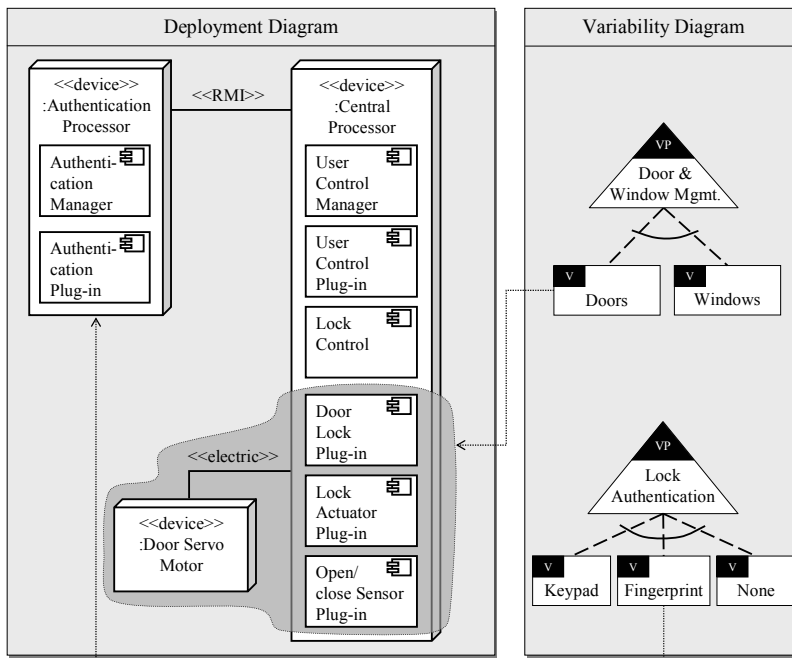 Deployment Diagram
<<device>>
:Authentication
Processor
Authenti-
cation
Manager
Authenti-
cation
Plug-in
<<RMI>>
<<device>>
:Central
Processor
User
Control
Manager
User
Control
Plug-in
Lock
Control
Door
Lock
Plug-in
Lock
Actuator
Plug-in
Open/
close Sensor
Plug-in
<<electric>>
<<device>>
:Door Servo
Motor
Variability Diagram
VP
Door &
Window Mgmt.
V
Doors
V
Windows
VP
Lock
Authentication
V
Keypad
V
Fingerprint
V
None